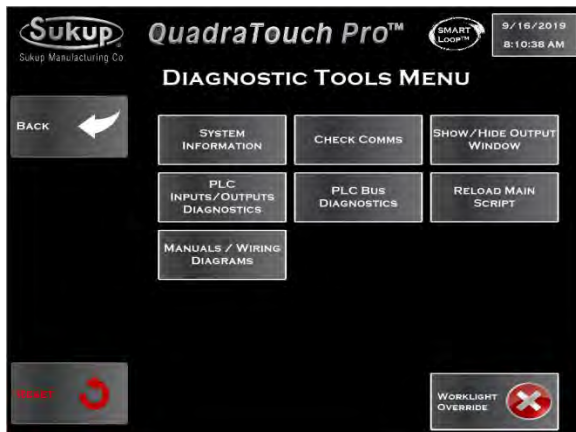 Sukup
Sukup Manufacturing Co
QuadraTouch Pro™
SMART
LOOP™
9/16/2019
8:10:38 AM
DIAGNOSTIC TOOLS MENU
BACK
SYSTEM
INFORMATION
CHECK COMMS
SHOW/HIDE OUTPUT
WINDOW
PLC
INPUTS/OUTPUTS
DIAGNOSTICS
PLC BUS
DIAGNOSTICS
RELOAD MAIN
SCRIPT
MANUALS / WIRING
DIAGRAMS
RESET
WORKLIGHT
OVERRIDE